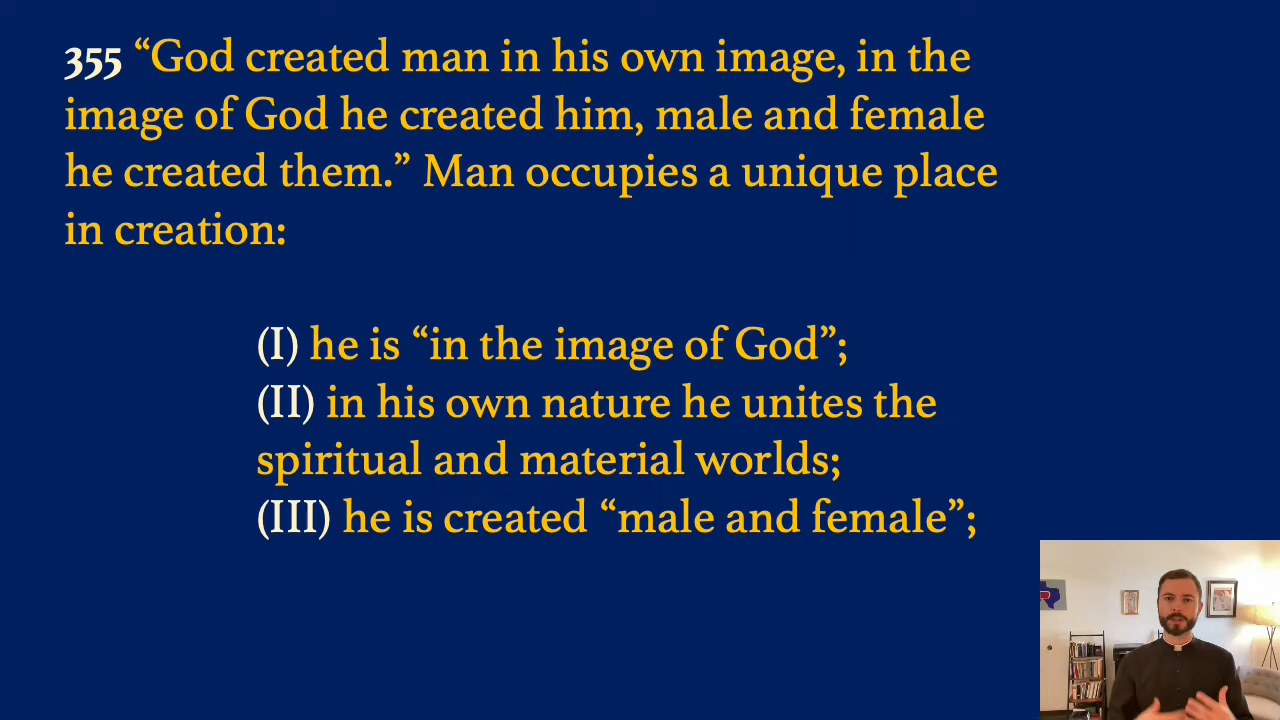 355 “God created man in his own image, in the
image of God he created him, male and female
he created them.” Man occupies a unique place
in creation:
(I) he is “in the image of God”;
(II) in his own nature he unites the
spiritual and material worlds;
(III) he is created “male and female”;